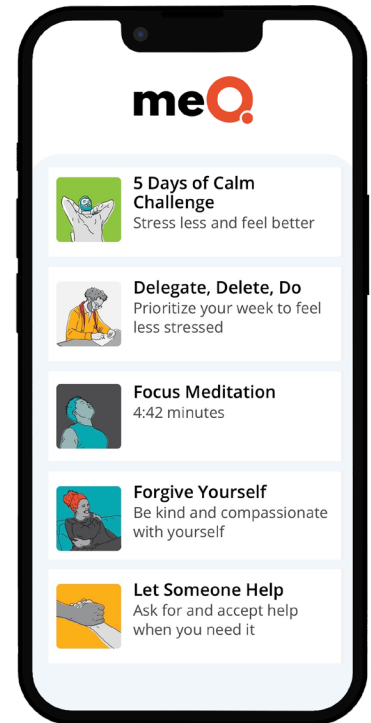 meQ
5 Days of Calm
Challenge
Stress less and feel better
Delegate, Delete, Do
Prioritize your week to feel
less stressed
Focus Meditation
4:42 minutes
Forgive Yourself
Be kind and compassionate
with yourself
Let Someone Help
Ask for and accept help
when you need it